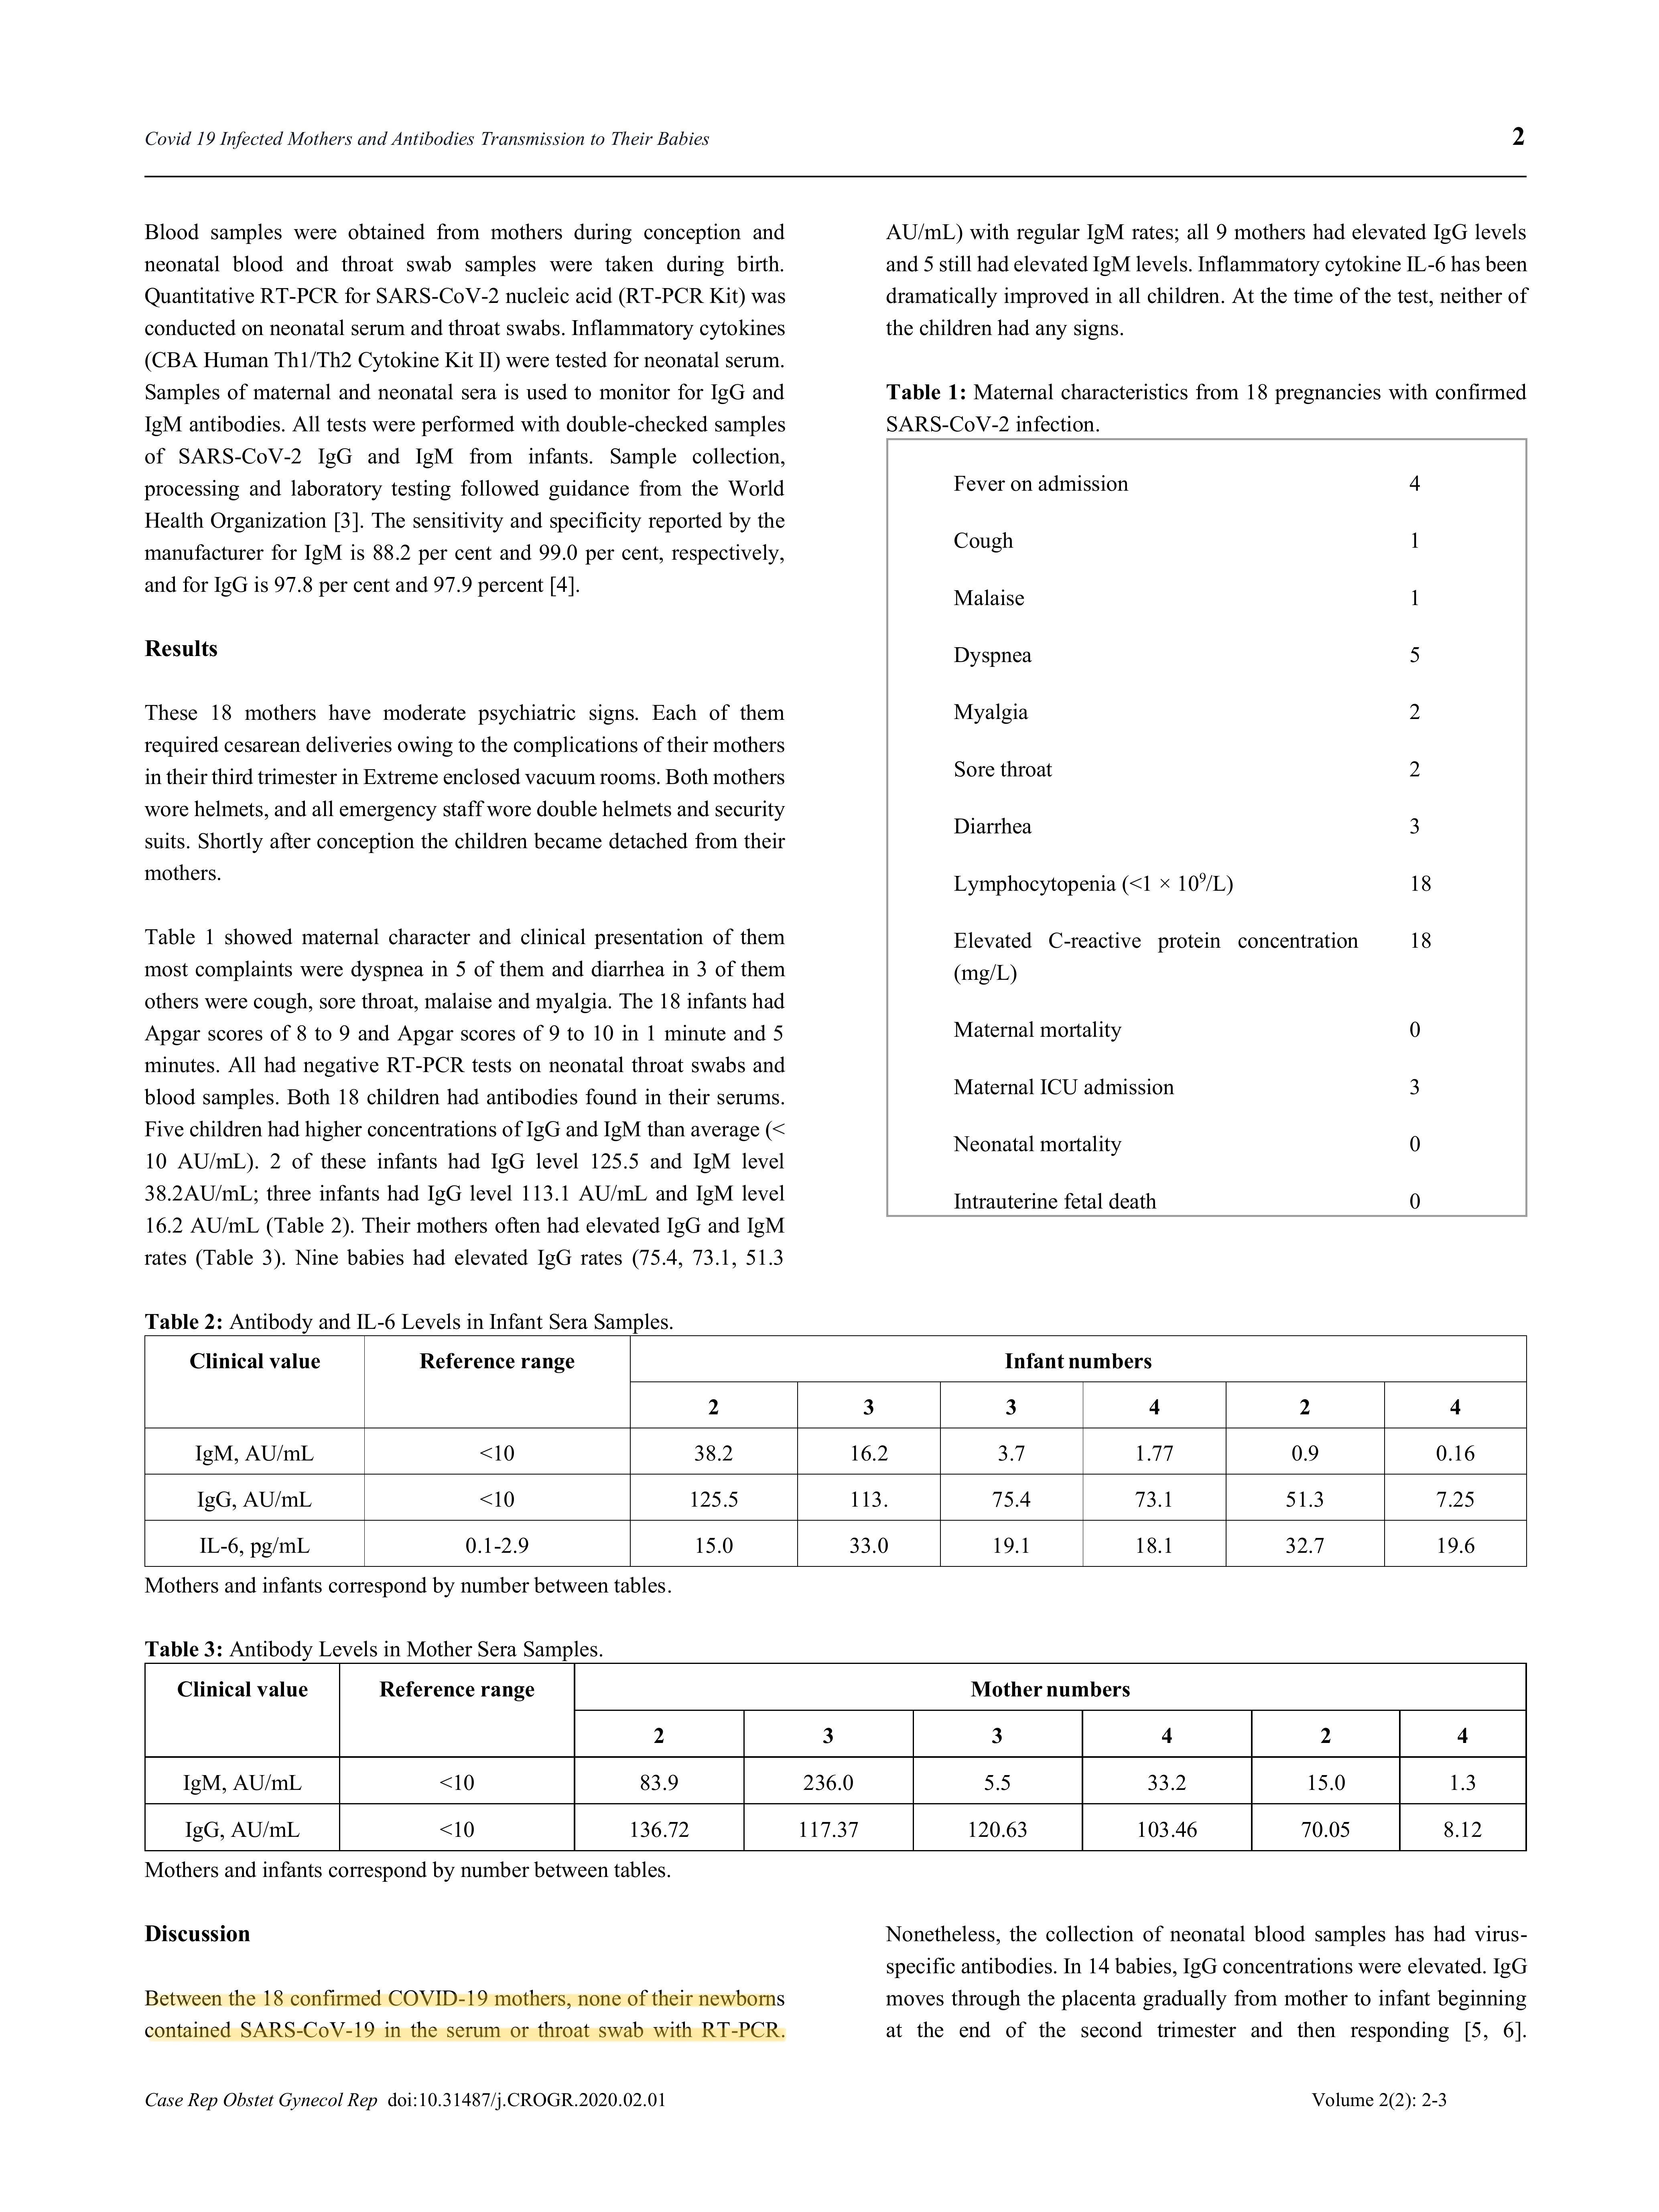 Covid 19 Infected Mothers and Antibodies Transmission to Their Babies 2
Blood samples were obtained from mothers during conception and
neonatal blood and throat swab samples were taken during birth.
Quantitative RT-PCR for SARS-CoV-2 nucleic acid (RT-PCR Kit) was
conducted on neonatal serum and throat swabs. Inflammatory cytokines
(CBA Human Th1/Th2 Cytokine Kit II) were tested for neonatal serum.
Samples of maternal and neonatal sera is used to monitor for IgG and
IgM antibodies. All tests were performed with double-checked samples
of SARS-CoV-2 IgG and IgM from infants. Sample collection,
processing and laboratory testing followed guidance from the World
Health Organization [3]. The sensitivity and specificity reported by the
manufacturer for IgM is 88.2 per cent and 99.0 per cent, respectively,
and for IgG is 97.8 per cent and 97.9 percent [4].
Results
These 18 mothers have moderate psychiatric signs. Each of them
required cesarean deliveries owing to the complications of their mothers
in their third trimester in Extreme enclosed vacuum rooms. Both mothers
wore helmets, and all emergency staff wore double helmets and security
suits. Shortly after conception the children became detached from their
mothers.
Table 1 showed maternal character and clinical presentation of them
most complaints were dyspnea in 5 of them and diarrhea in 3 of them
others were cough, sore throat, malaise and myalgia. The 18 infants had
Apgar scores of 8 to 9 and Apgar scores of 9 to 10 in 1 minute and 5
minutes. All had negative RT-PCR tests on neonatal throat swabs and
blood samples. Both 18 children had antibodies found in their serums.
Five children had higher concentrations of IgG and IgM than average (<
10 AU/mL). 2 of these infants had IgG level 125.5 and IgM level
38.2AU/mL; three infants had IgG level 113.1 AU/mL and IgM level
16.2 AU/mL (Table 2). Their mothers often had elevated IgG and IgM
rates (Table 3). Nine babies had elevated IgG rates (75.4, 73.1, 51.3
AU/mL) with regular IgM rates; all 9 mothers had elevated IgG levels
and 5 still had elevated IgM levels. Inflammatory cytokine IL-6 has been
dramatically improved in all children. At the time of the test, neither of
the children had any signs.
Table 1: Maternal characteristics from 18 pregnancies with confirmed
SARS-CoV-2 infection.
Fever on admission 4
Cough 1
Malaise 1
Dyspnea 5
Myalgia 2
Sore throat 2
Diarrhea 3
Lymphocytopenia (<1 × 10⁹/L) 18
Elevated C-reactive protein concentration 18
(mg/L)
Maternal mortality 0
Maternal ICU admission 3
Neonatal mortality 0
Intrauterine fetal death 0
Table 2: Antibody and IL-6 Levels in Infant Sera Samples.
Clinical value Reference range Infant numbers
2 3 3 4 2 4
IgM, AU/mL <10 38.2 16.2 3.7 1.77 0.9 0.16
IgG, AU/mL <10 125.5 113. 75.4 73.1 51.3 7.25
IL-6, pg/mL 0.1-2.9 15.0 33.0 19.1 18.1 32.7 19.6
Mothers and infants correspond by number between tables.
Table 3: Antibody Levels in Mother Sera Samples.
Clinical value Reference range Mother numbers
2 3 3 4 2 4
IgM, AU/mL <10 83.9 236.0 5.5 33.2 15.0 1.3
IgG, AU/mL <10 136.72 117.37 120.63 103.46 70.05 8.12
Mothers and infants correspond by number between tables.
Discussion
Between the 18 confirmed COVID-19 mothers, none of their newborns
contained SARS-CoV-19 in the serum or throat swab with RT-PCR.
Nonetheless, the collection of neonatal blood samples has had virus-
specific antibodies. In 14 babies, IgG concentrations were elevated. IgG
moves through the placenta gradually from mother to infant beginning
at the end of the second trimester and then responding [5, 6].
Case Rep Obstet Gynecol Rep doi:10.31487/j.CROGR.2020.02.01 Volume 2(2): 2-3